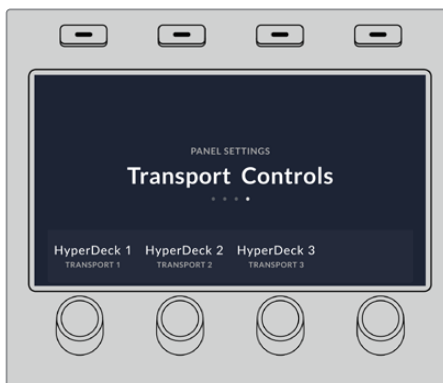 PANEL SETTINGS
Transport Controls
HyperDeck 1 HyperDeck 2 HyperDeck 3
TRANSPORT 1 TRANSPORT 2 TRANSPORT 3